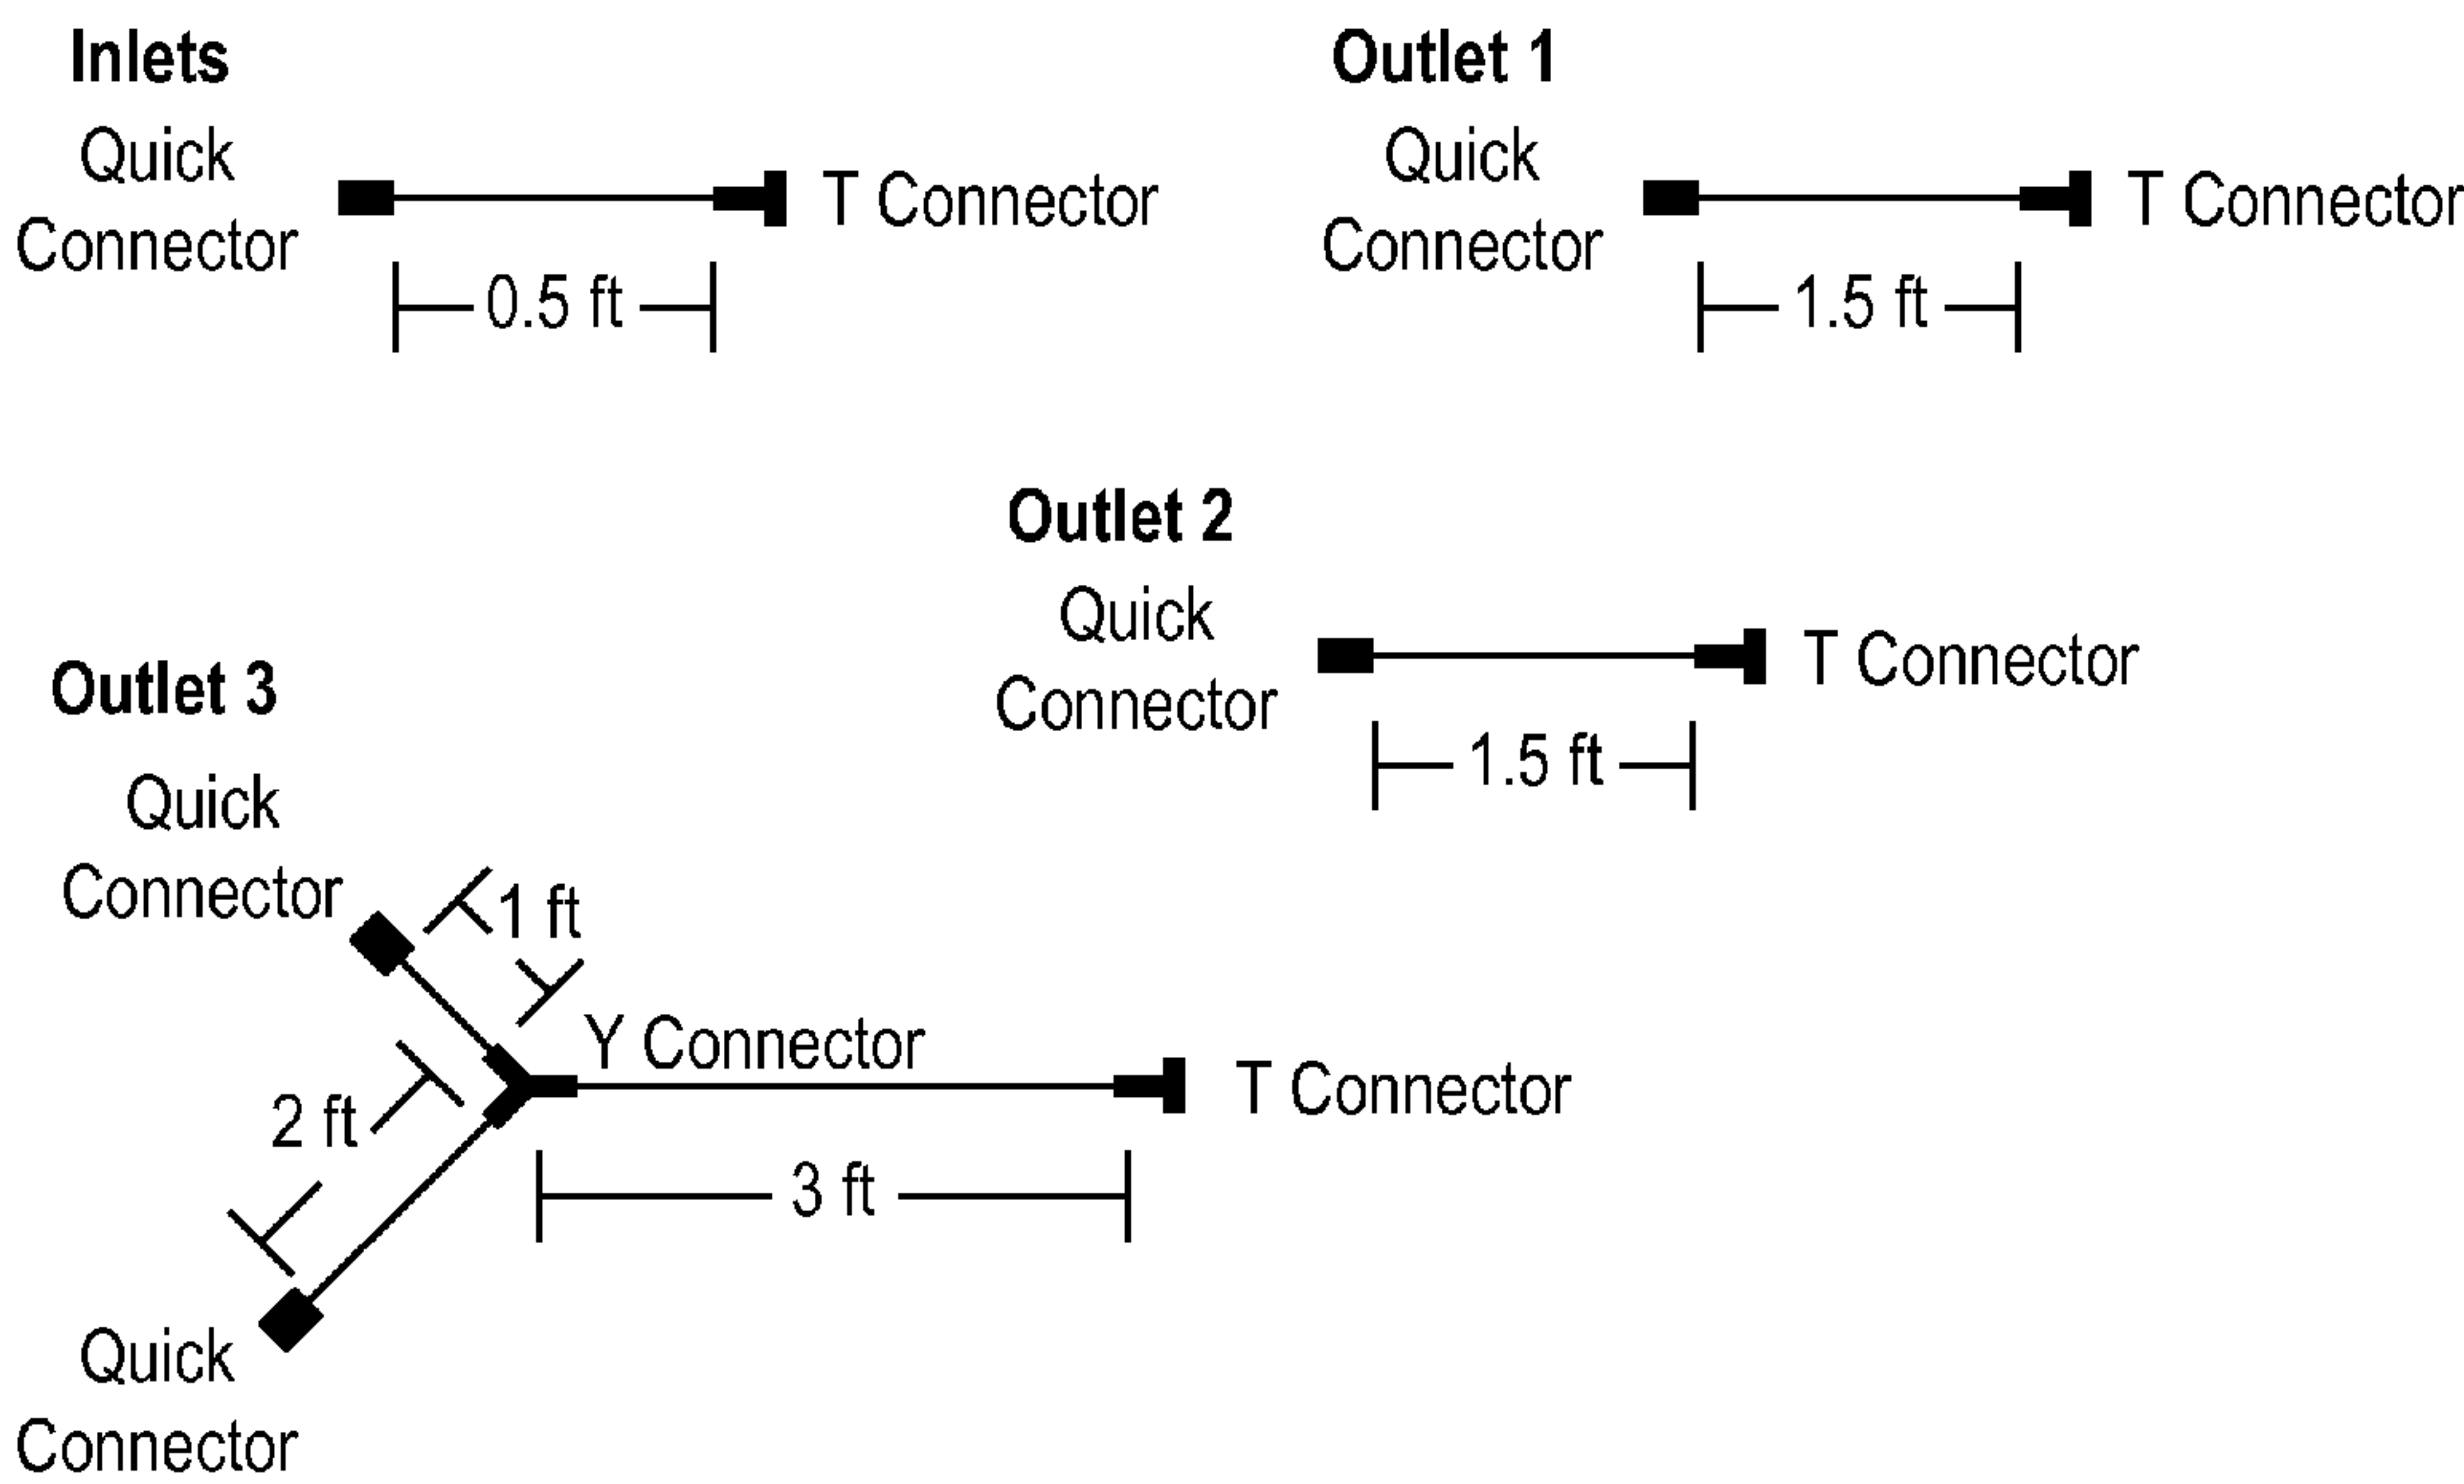 Inlets
Quick
Connector
T Connector
0.5 ft
Outlet 1
Quick
Connector
T Connector
1.5 ft
Outlet 2
Quick
Connector
T Connector
1.5 ft
Outlet 3
Quick
Connector
1 ft
Y Connector
T Connector
2 ft
3 ft
Quick
Connector